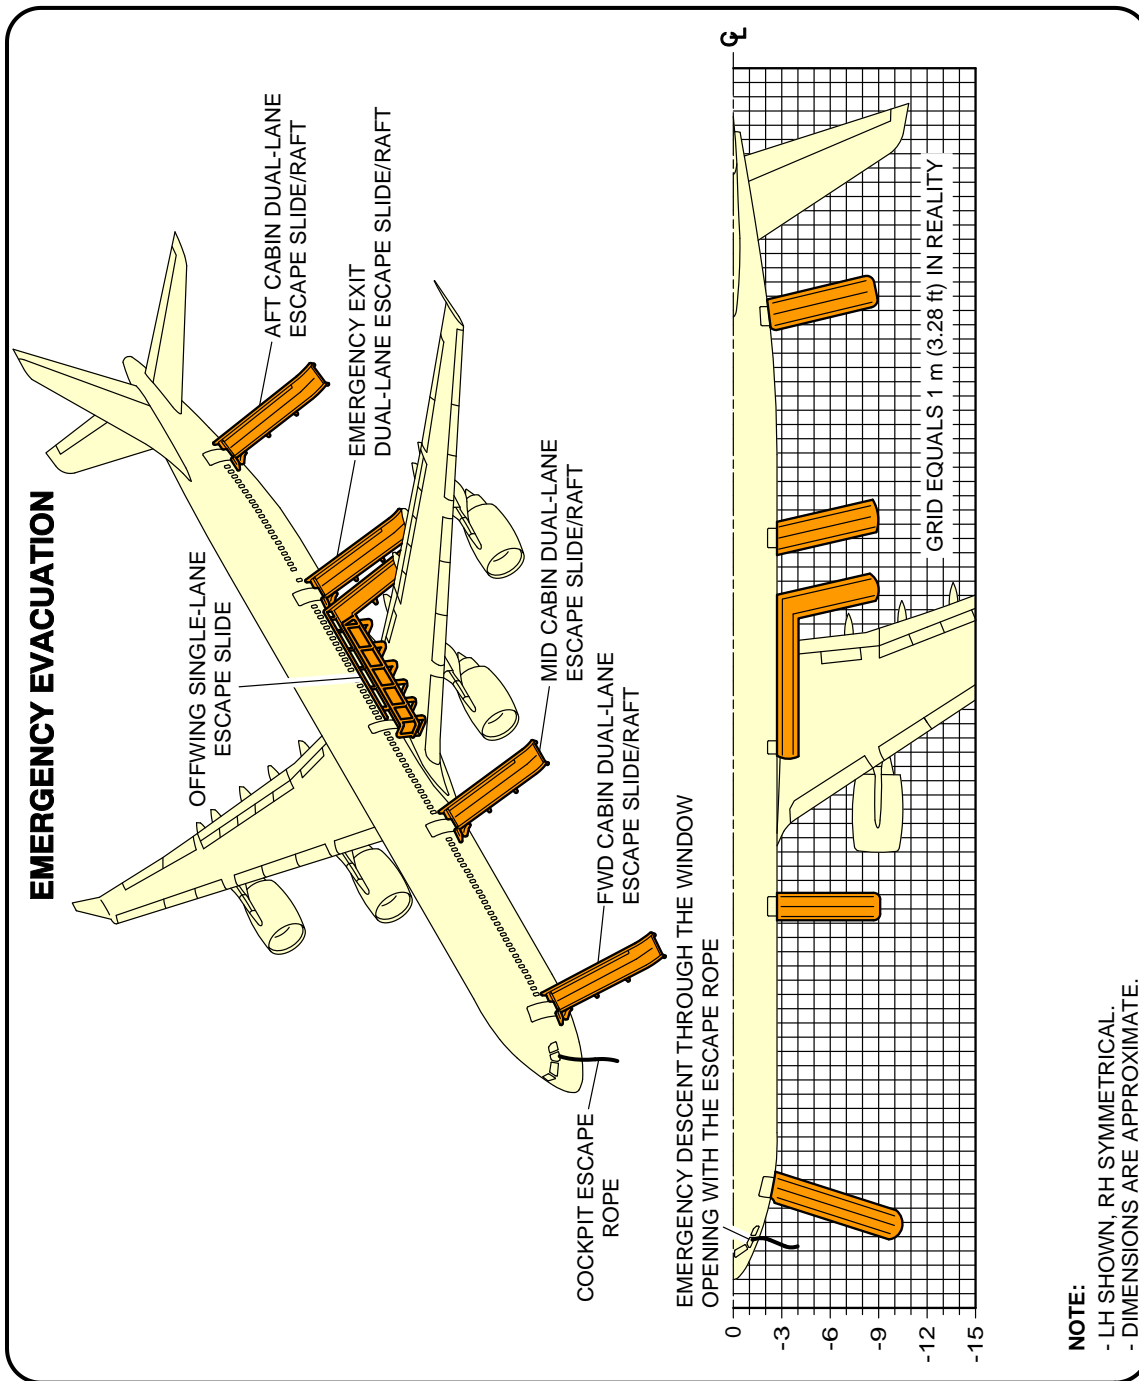 EMERGENCY EVACUATION
AFT CABIN DUAL-LANE
ESCAPE SLIDE/RAFT
EMERGENCY EXIT
DUAL-LANE ESCAPE SLIDE/RAFT
OFFWING SINGLE-LANE
ESCAPE SLIDE
MID CABIN DUAL-LANE
ESCAPE SLIDE/RAFT
FWD CABIN DUAL-LANE
ESCAPE SLIDE/RAFT
COCKPIT ESCAPE
ROPE
EMERGENCY DESCENT THROUGH THE WINDOW
OPENING WITH THE ESCAPE ROPE
℄
0
-3
-6
-9
-12
-15
GRID EQUALS 1 m (3.28 ft) IN REALITY
NOTE:
- LH SHOWN, RH SYMMETRICAL.
- DIMENSIONS ARE APPROXIMATE.